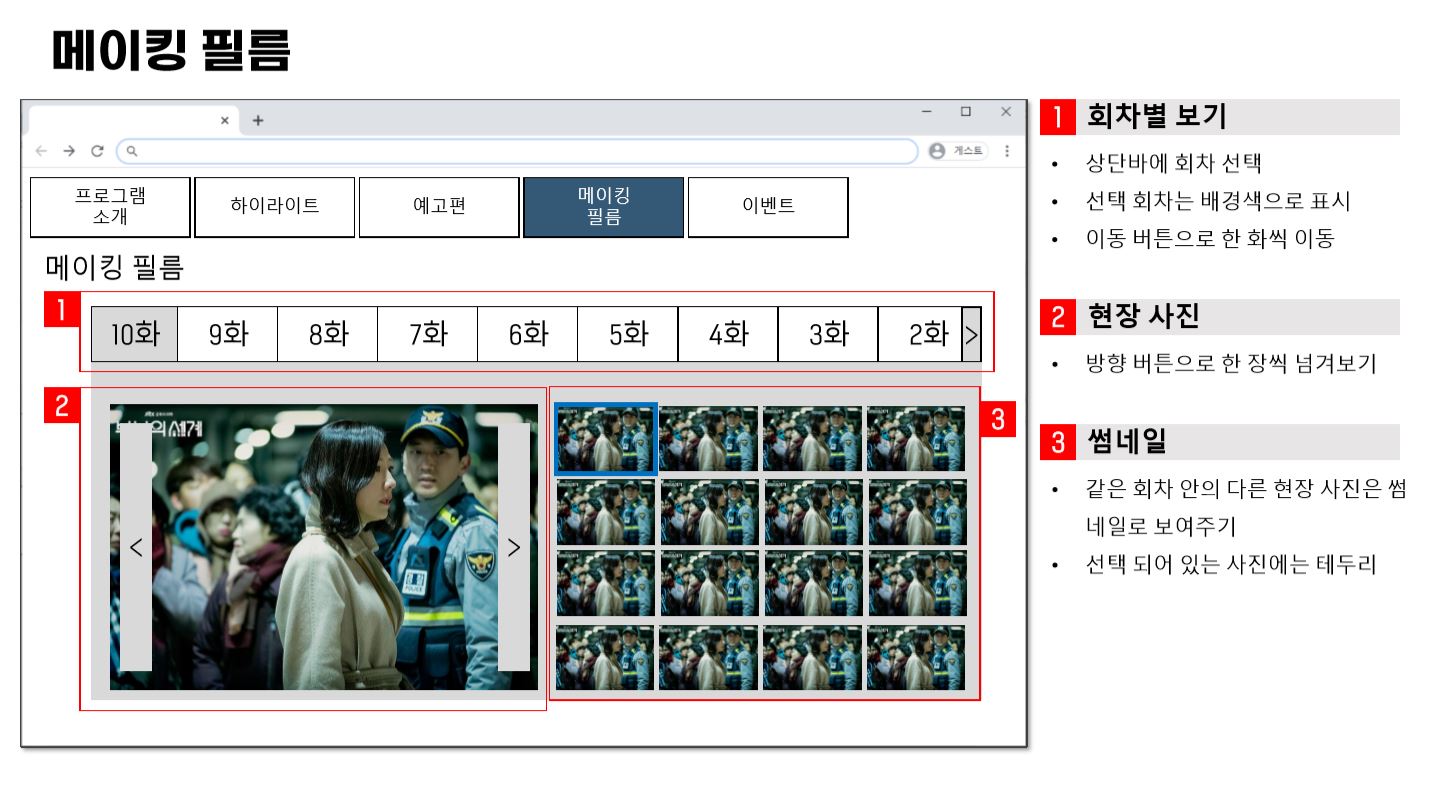 메이킹 필름
게스트
프로그램
소개
하이라이트
예고편
메이킹
필름
이벤트
메이킹 필름
1
10화 9화 8화 7화 6화 5화 4화 3화 2화 >
2
의세계
< >
POLICE
3
1 회차별 보기
• 상단바에 회차 선택
• 선택 회차는 배경색으로 표시
• 이동 버튼으로 한 화씩 이동
2 현장 사진
• 방향 버튼으로 한 장씩 넘겨보기
3 썸네일
• 같은 회차 안의 다른 현장 사진은 썸
네일로 보여주기
• 선택 되어 있는 사진에는 테두리